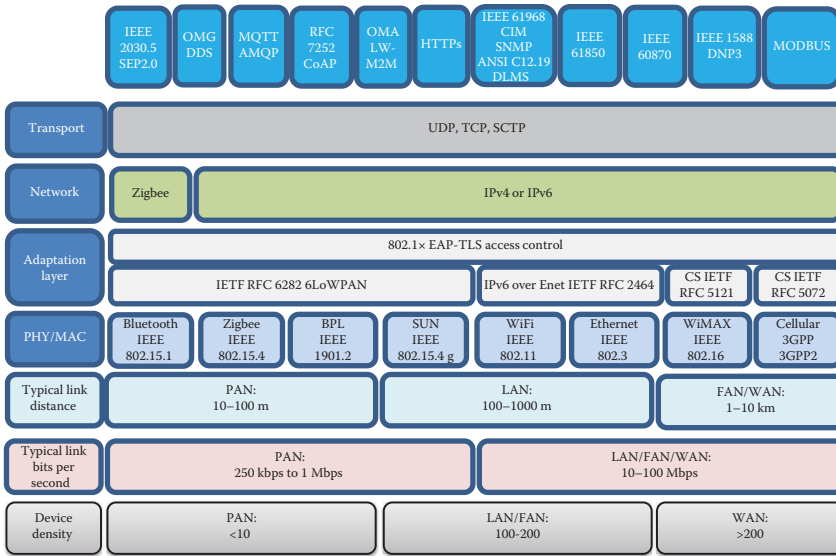 IEEE
2030.5
SEP2.0
OMG
DDS
MQTT
AMQP
RFC
7252
CoAP
OMA
LW-
M2M
HTTPs
IEEE 61968
CIM
SNMP
ANSI C12.19
DLMS
IEEE
61850
IEEE
60870
IEEE 1588
DNP3
MODBUS
Transport
UDP, TCP, SCTP
Network
Zigbee
IPv4 or IPv6
Adaptation
layer
802.1× EAP-TLS access control
IETF RFC 6282 6LoWPAN
IPv6 over Enet IETF RFC 2464
CS IETF
RFC 5121
CS IETF
RFC 5072
PHY/MAC
Bluetooth
IEEE
802.15.1
Zigbee
IEEE
802.15.4
BPL
IEEE
1901.2
SUN
IEEE
802.15.4 g
WiFi
IEEE
802.11
Ethernet
IEEE
802.3
WiMAX
IEEE
802.16
Cellular
3GPP
3GPP2
Typical link
distance
PAN:
10–100 m
LAN:
100–1000 m
FAN/WAN:
1–10 km
Typical link
bits per
second
PAN:
250 kbps to 1 Mbps
LAN/FAN/WAN:
10–100 Mbps
Device
density
PAN:
<10
LAN/FAN:
100-200
WAN:
>200